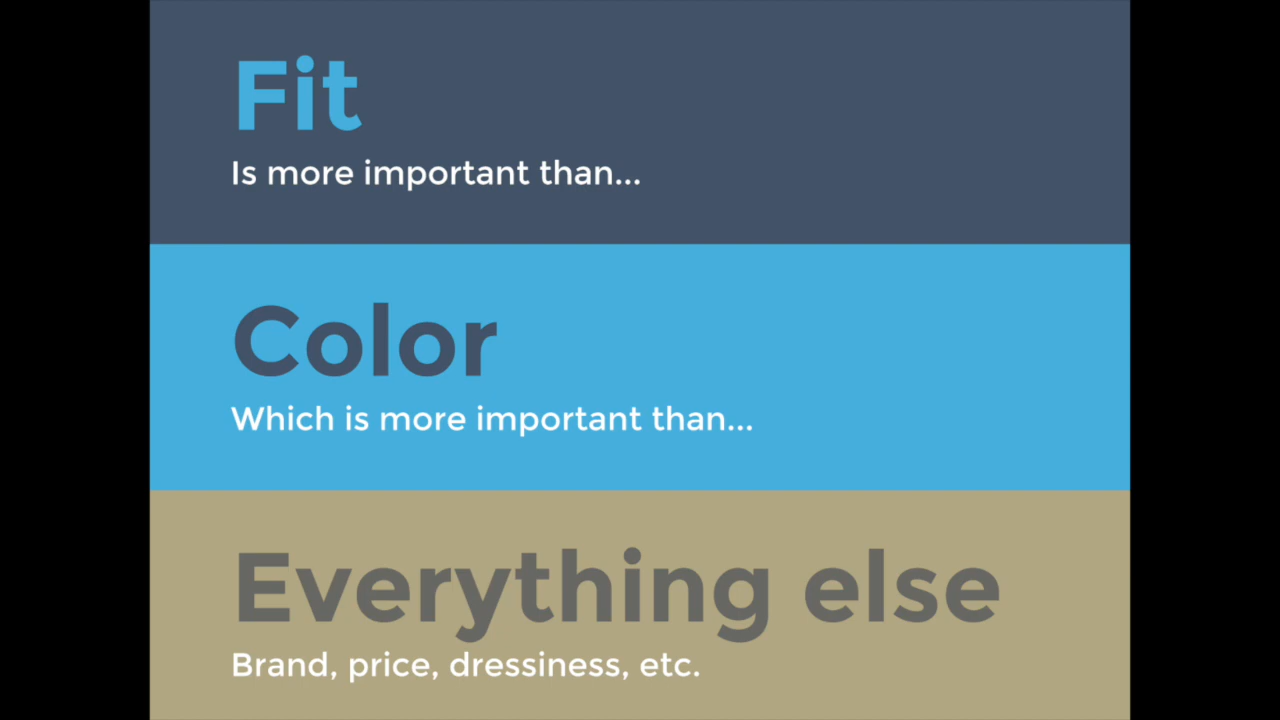 Fit
Is more important than...
Color
Which is more important than...
Everything else
Brand, price, dressiness, etc.